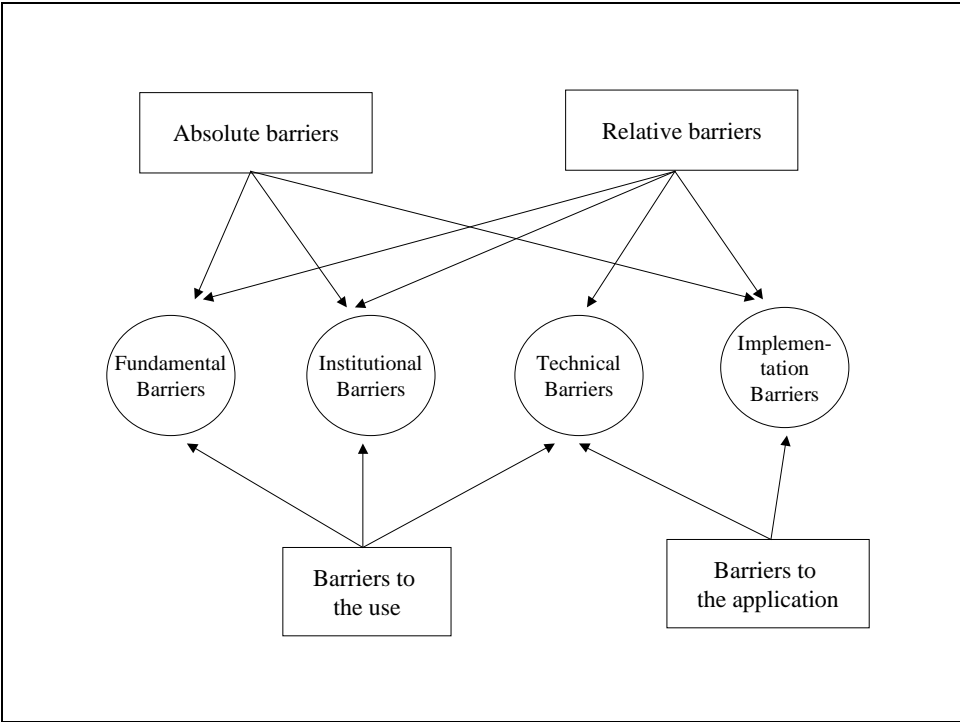 Absolute barriers
Relative barriers
Fundamental
Barriers
Institutional
Barriers
Technical
Barriers
Implemen-
tation
Barriers
Barriers to
the use
Barriers to
the application